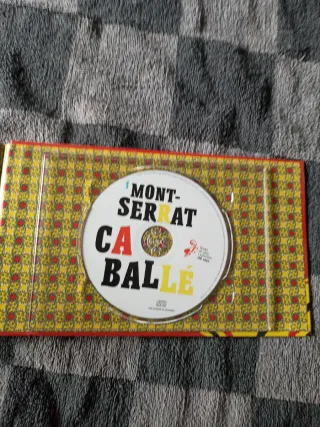 MONT-
SERRAT
CA
BALLÉ